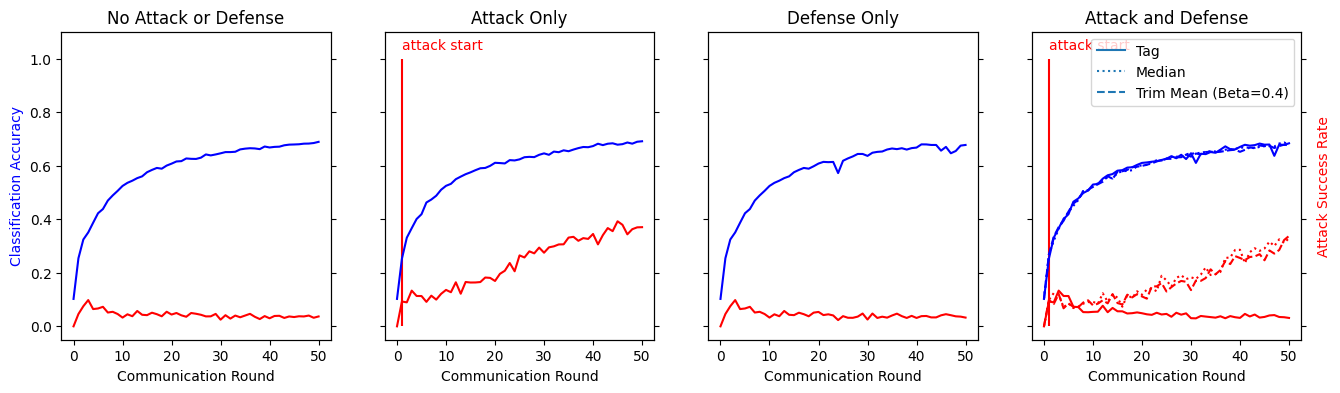 No Attack or Defense
Attack Only
Defense Only
Attack and Defense
attack start
attack start
Tag
Median
Trim Mean (Beta=0.4)
1.0
0.8
0.6
0.4
0.2
0.0
Classification Accuracy
Attack Success Rate
0 10 20 30 40 50
0 10 20 30 40 50
0 10 20 30 40 50
0 10 20 30 40 50
Communication Round
Communication Round
Communication Round
Communication Round